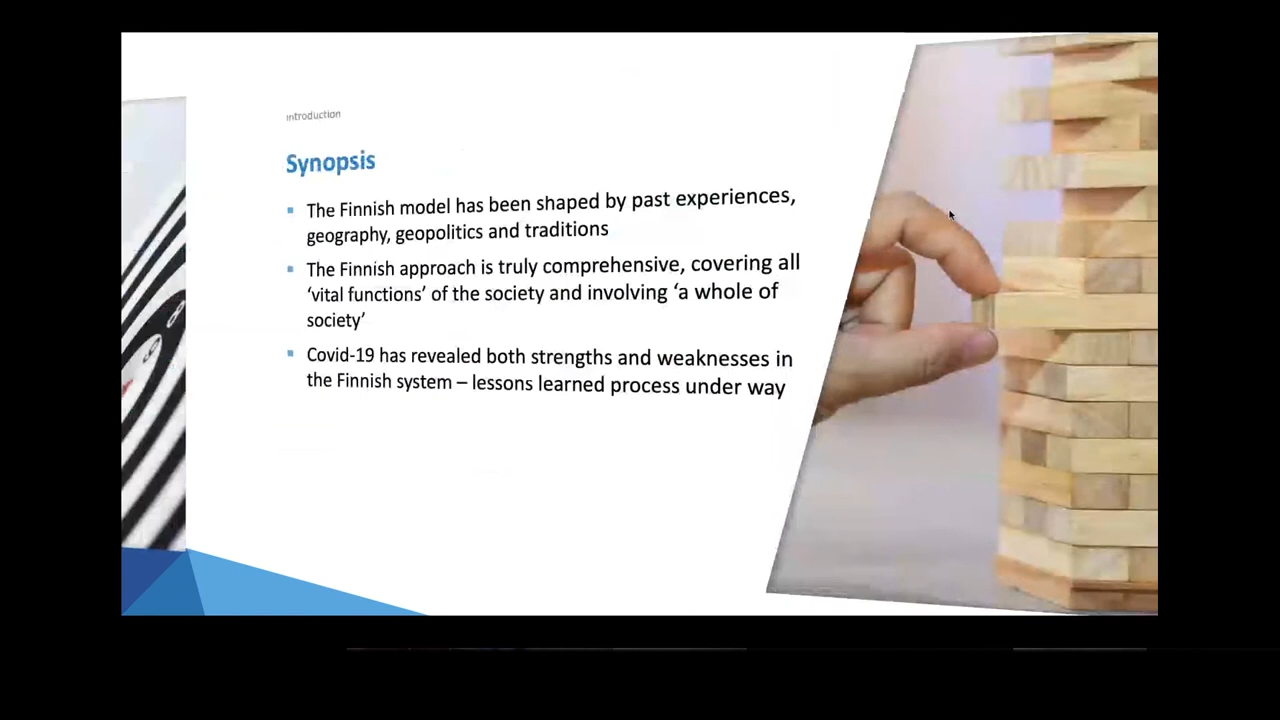 Introduction
Synopsis
The Finnish model has been shaped by past experiences,
geography, geopolitics and traditions
The Finnish approach is truly comprehensive, covering all
‘vital functions’ of the society and involving ‘a whole of
society’
Covid-19 has revealed both strengths and weaknesses in
the Finnish system – lessons learned process under way